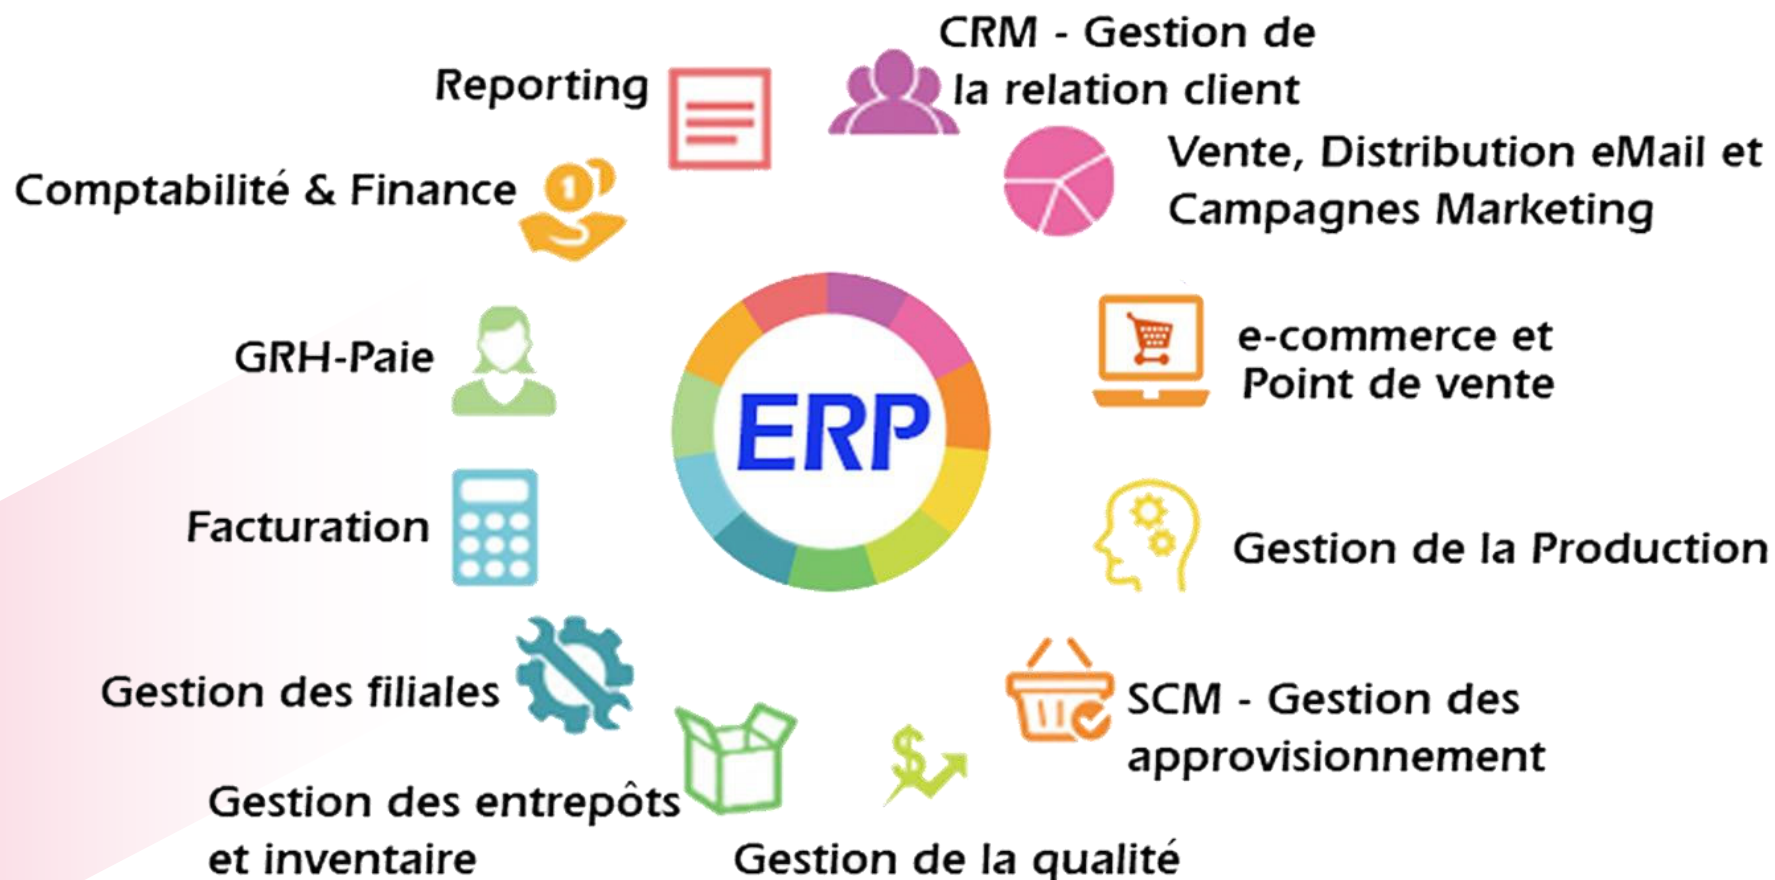 CRM - Gestion de
la relation client
Reporting
Vente, Distribution eMail et
Campagnes Marketing
Comptabilité & Finance
e-commerce et
Point de vente
GRH-Paie
ERP
Facturation
Gestion de la Production
Gestion des filiales
SCM - Gestion des
approvisionnement
Gestion des entrepôts
et inventaire
Gestion de la qualité
1
$